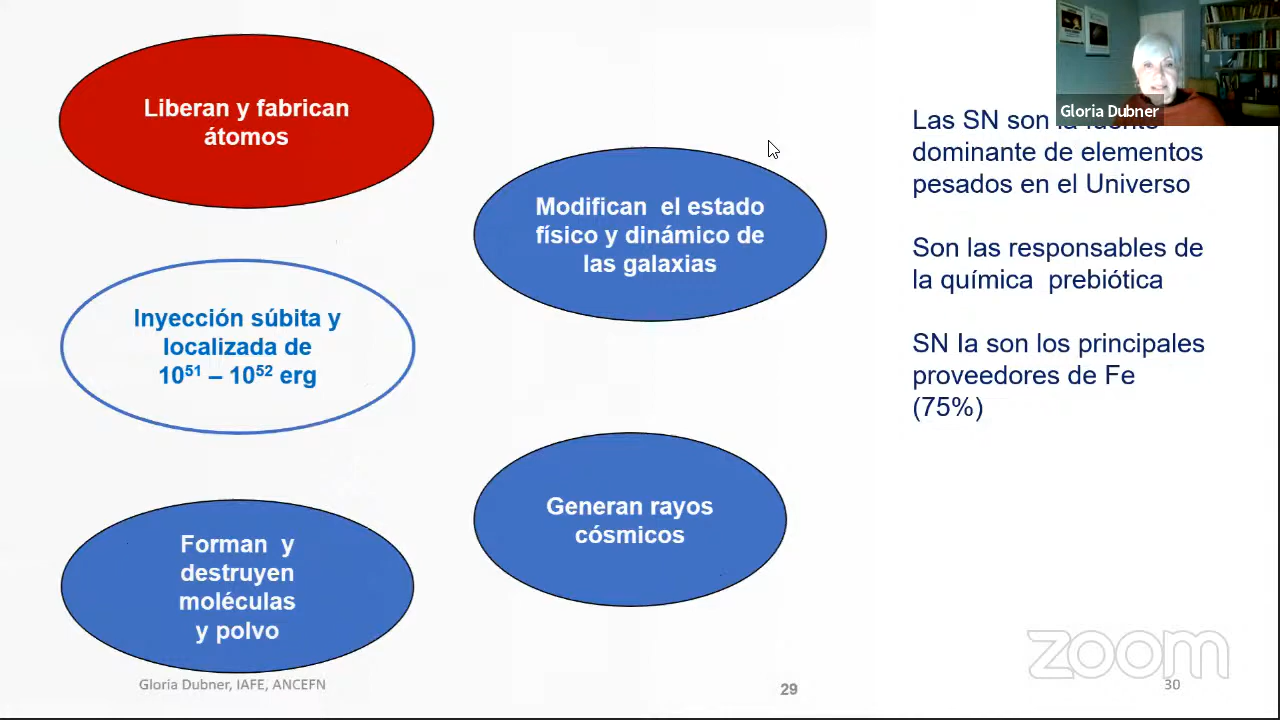 Liberan y fabrican
átomos
Inyección súbita y
localizada de
10⁵¹ – 10⁵² erg
Forman y
destruyen
moléculas
y polvo
Modifican el estado
físico y dinámico de
las galaxias
Generan rayos
cósmicos
Gloria Dubner
Las SN son la fuente
dominante de elementos
pesados en el Universo
Son las responsables de
la química prebiótica
SN Ia son los principales
proveedores de Fe
(75%)
zoom
Gloria Dubner, IAFE, ANCEFN
29
30